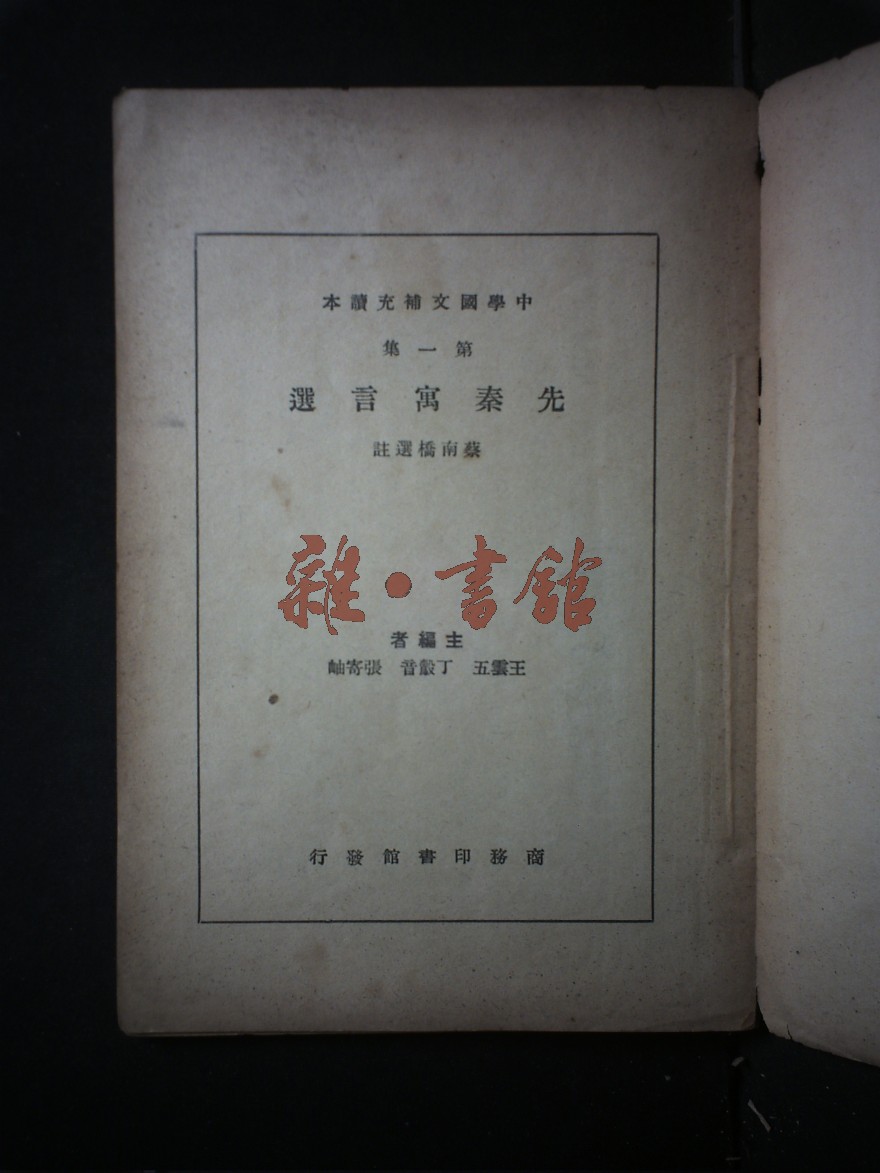 中學國文補充讀本
第一集
先秦寓言選
蔡南橋選註
雜•書館
主編者
王雲五 丁瑴音 張寄岫
商務印書館發行